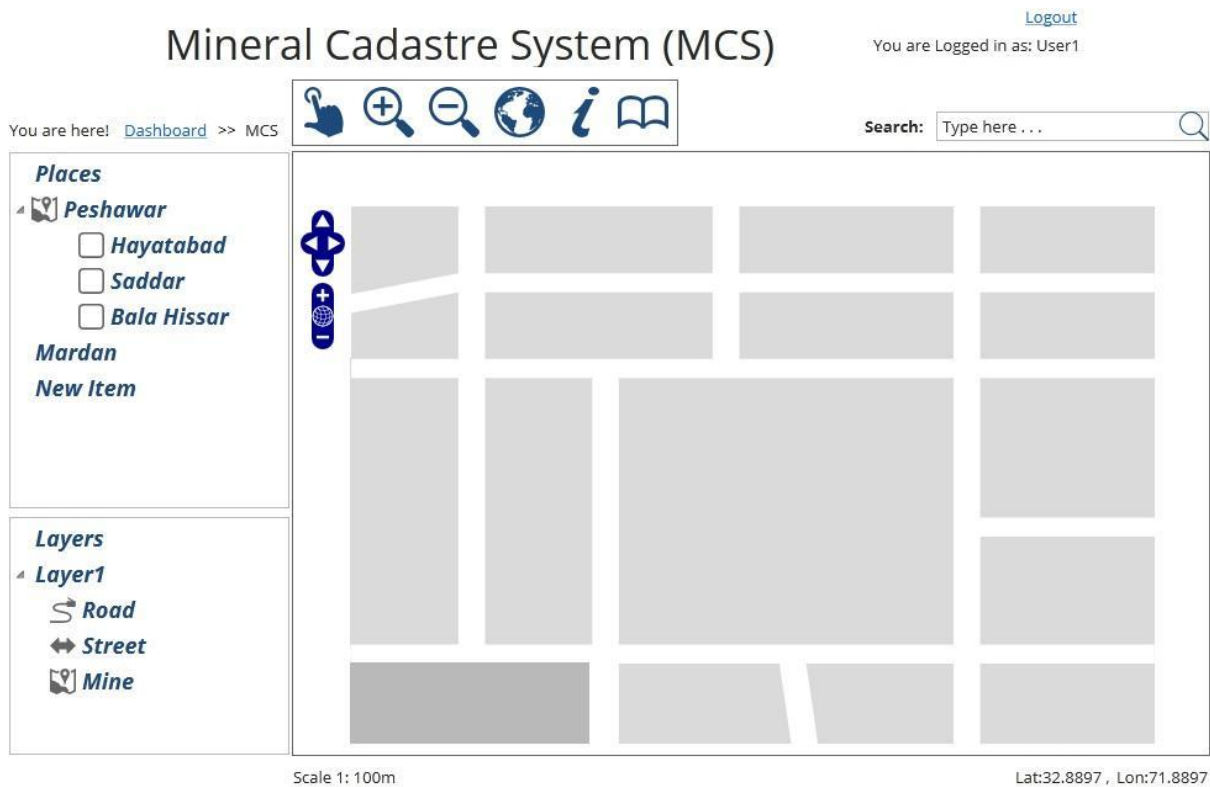 Logout
Mineral Cadastre System (MCS)
You are Logged in as: User1
You are here! Dashboard >> MCS
Search: Type here . . .
Places
Peshawar
Hayatabad
Saddar
Bala Hissar
Mardan
New Item
Layers
Layer1
Road
Street
Mine
Scale 1: 100m
Lat:32.8897 , Lon:71.8897